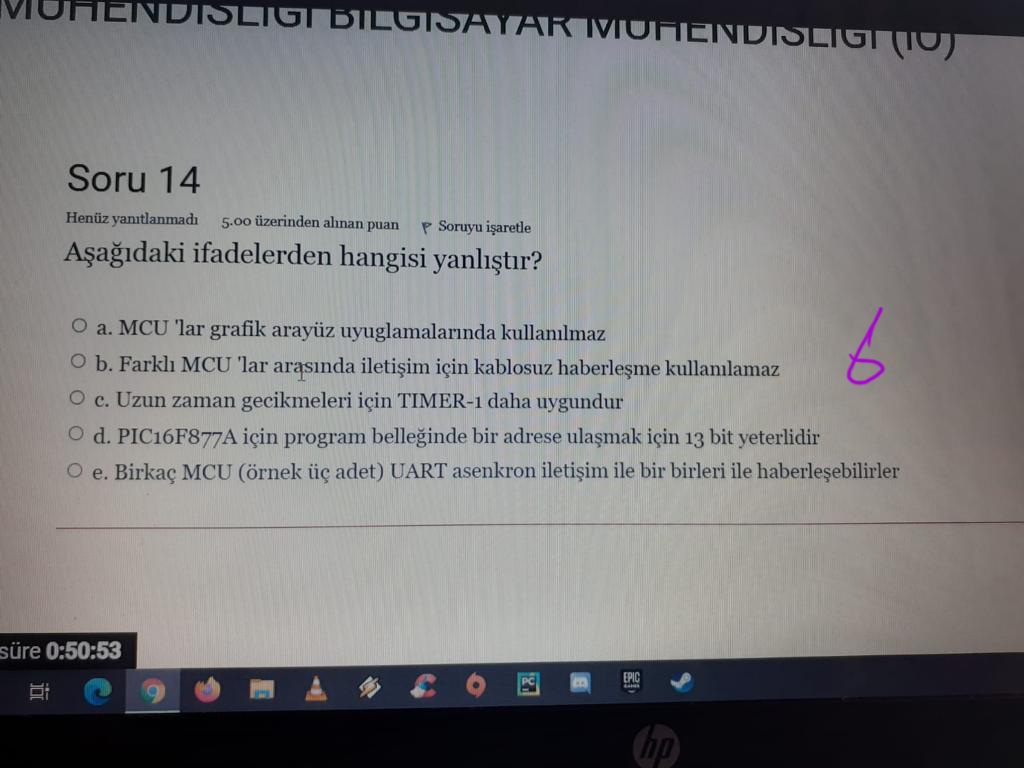 MÜHENDİSLİĞİ BİLGİSAYAR MÜHENDİSLİĞİ (İÖ)
Soru 14
Henüz yanıtlanmadı 5.00 üzerinden alınan puan Soruyu işaretle
Aşağıdaki ifadelerden hangisi yanlıştır?
a. MCU 'lar grafik arayüz uyuglamalarında kullanılmaz
b. Farklı MCU 'lar arasında iletişim için kablosuz haberleşme kullanılamaz
c. Uzun zaman gecikmeleri için TIMER-1 daha uygundur
d. PIC16F877A için program belleğinde bir adrese ulaşmak için 13 bit yeterlidir
e. Birkaç MCU (örnek üç adet) UART asenkron iletişim ile bir birleri ile haberleşebilirler
süre 0:50:53
PC
EPIC
GAMES
hp